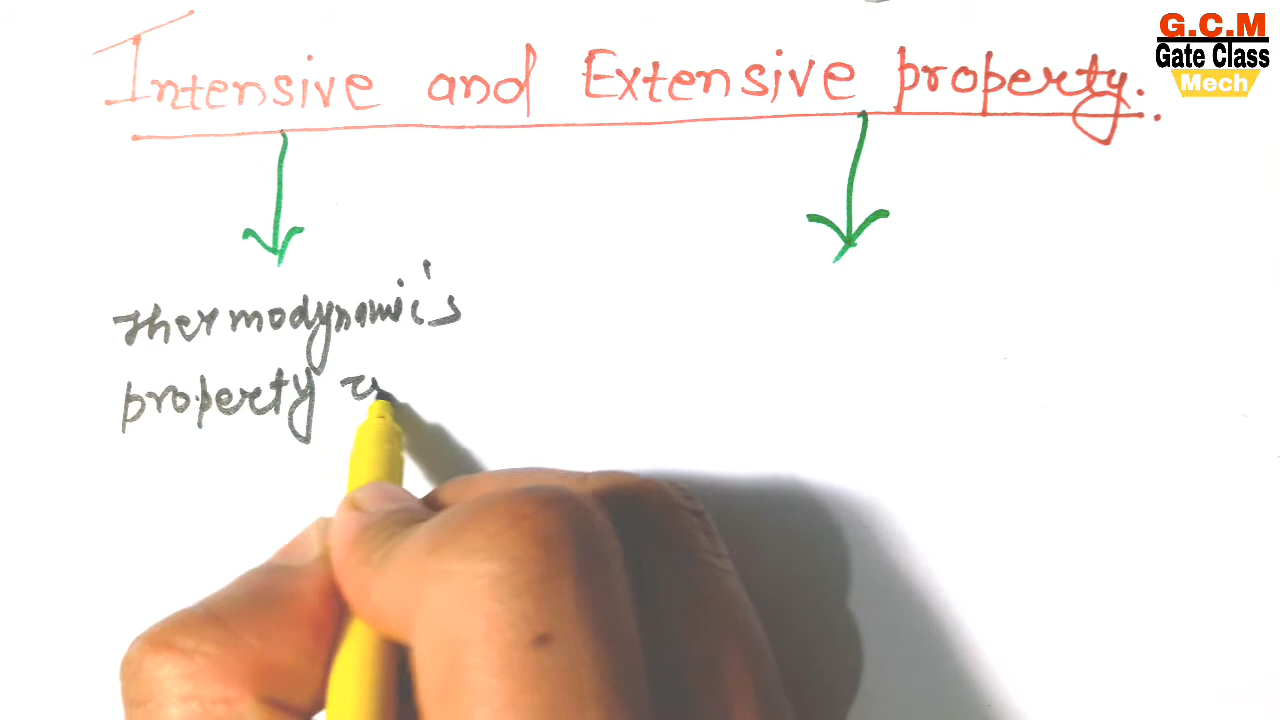 Intensive and Extensive property.
G.C.M
Gate Class
Mech
thermodynamic's
property